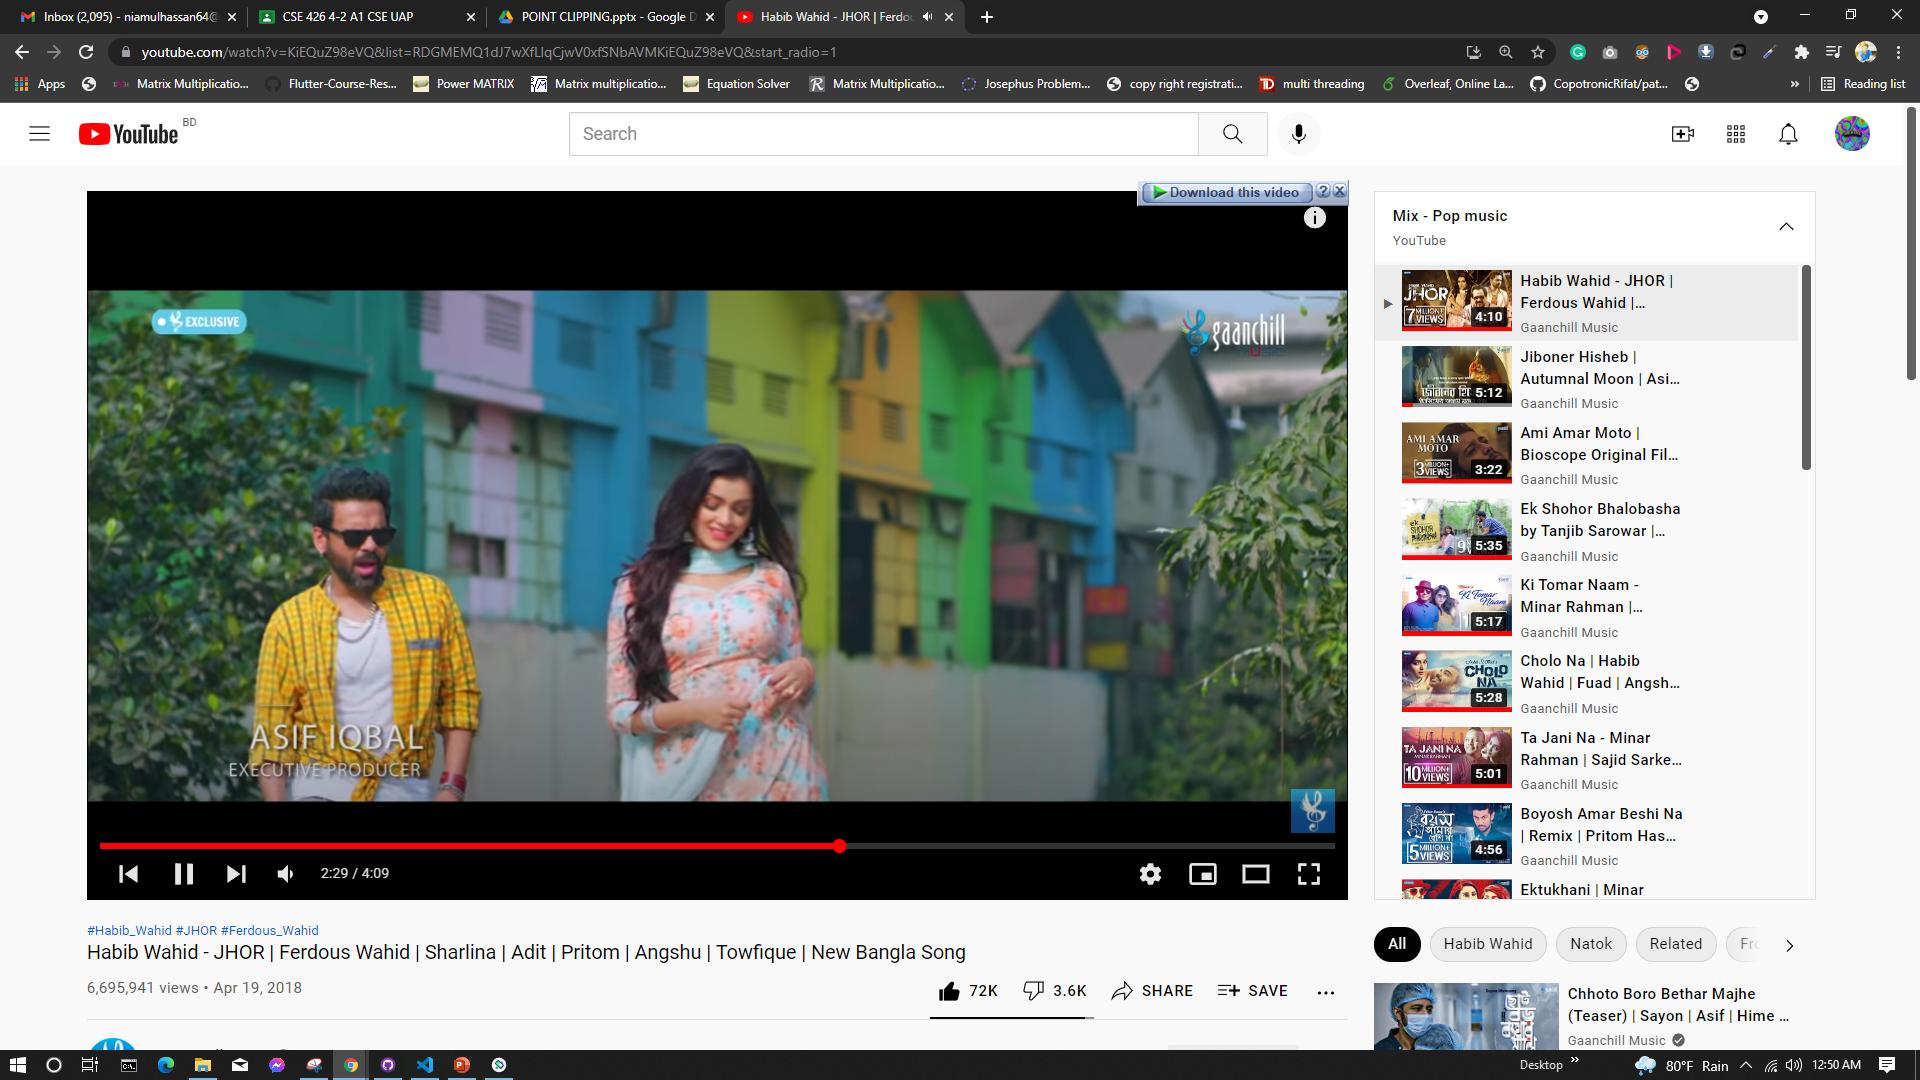 Inbox (2,095) - niamulhassan64@
CSE 426 4-2 A1 CSE UAP
POINT CLIPPING.pptx - Google D
Habib Wahid - JHOR | Ferdou
youtube.com/watch?v=KiEQuZ98eVQ&list=RDGMEMQ1dJ7wXfLlqCjwV0xfSNbAVMKiEQuZ98eVQ&start_radio=1
Apps
Matrix Multiplicatio...
Flutter-Course-Res...
Power MATRIX
Matrix multiplicatio...
Equation Solver
Matrix Multiplicatio...
Josephus Problem...
copy right registrati...
multi threading
Overleaf, Online La...
CopotronicRifat/pat...
Reading list
YouTube BD
Search
Download this video
EXCLUSIVE
gaanchill
ASIF IQBAL
EXECUTIVE PRODUCER
2:29 / 4:09
#Habib_Wahid #JHOR #Ferdous_Wahid
Habib Wahid - JHOR | Ferdous Wahid | Sharlina | Adit | Pritom | Angshu | Towfique | New Bangla Song
6,695,941 views • Apr 19, 2018
72K
3.6K
SHARE
SAVE
Mix - Pop music
YouTube
JHOR
7 MILLION+ VIEWS
4:10
Habib Wahid - JHOR |
Ferdous Wahid |...
Gaanchill Music
5:12
Jiboner Hisheb |
Autumnal Moon | Asi...
Gaanchill Music
AMI AMAR
MOTO
3 MILLION+ VIEWS
3:22
Ami Amar Moto |
Bioscope Original Fil...
Gaanchill Music
5:35
Ek Shohor Bhalobasha
by Tanjib Sarowar |...
Gaanchill Music
Ki Tomar
Naam
5:17
Ki Tomar Naam -
Minar Rahman |...
Gaanchill Music
CHOLO
NA
5:28
Cholo Na | Habib
Wahid | Fuad | Angsh...
Gaanchill Music
TA JANI NA
MINAR RAHMAN
10 MILLION+ VIEWS
5:01
Ta Jani Na - Minar
Rahman | Sajid Sarke...
Gaanchill Music
5 MILLION+ VIEWS
4:56
Boyosh Amar Beshi Na
| Remix | Pritom Has...
Gaanchill Music
Ektukhani | Minar
All
Habib Wahid
Natok
Related
Fro
Chhoto Boro Bethar Majhe
(Teaser) | Sayon | Asif | Hime ...
Gaanchill Music
Desktop
80°F Rain
12:50 AM